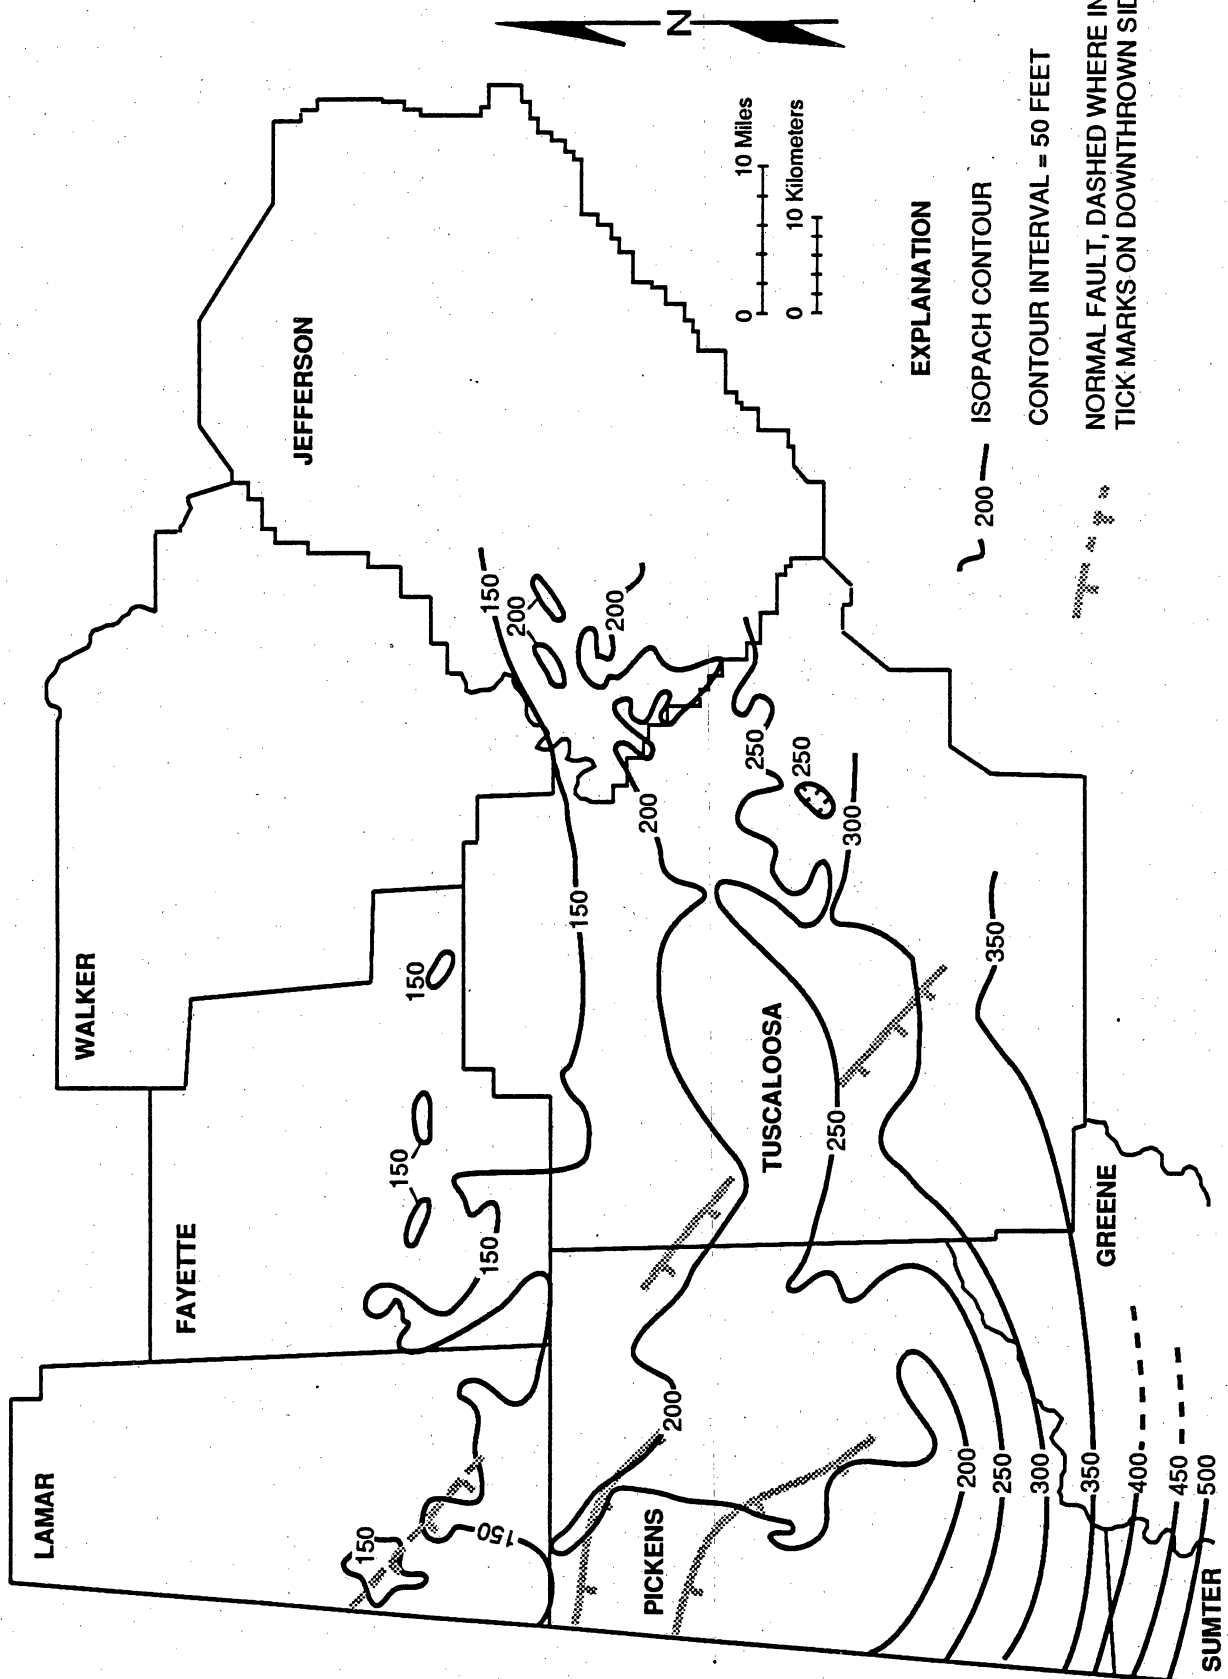 LAMAR
WALKER
FAYETTE
JEFFERSON
150
150
150
150
150
150
200
150
200
200
PICKENS
200
N
0 10 Miles
250
TUSCALOOSA
0 10 Kilometers
250
250
300
EXPLANATION
200
200 ISOPACH CONTOUR
350
250
300
CONTOUR INTERVAL = 50 FEET
350
NORMAL FAULT, DASHED WHERE IN
GREENE
TICK MARKS ON DOWNTHROWN SID
400
450
500
SUMTER